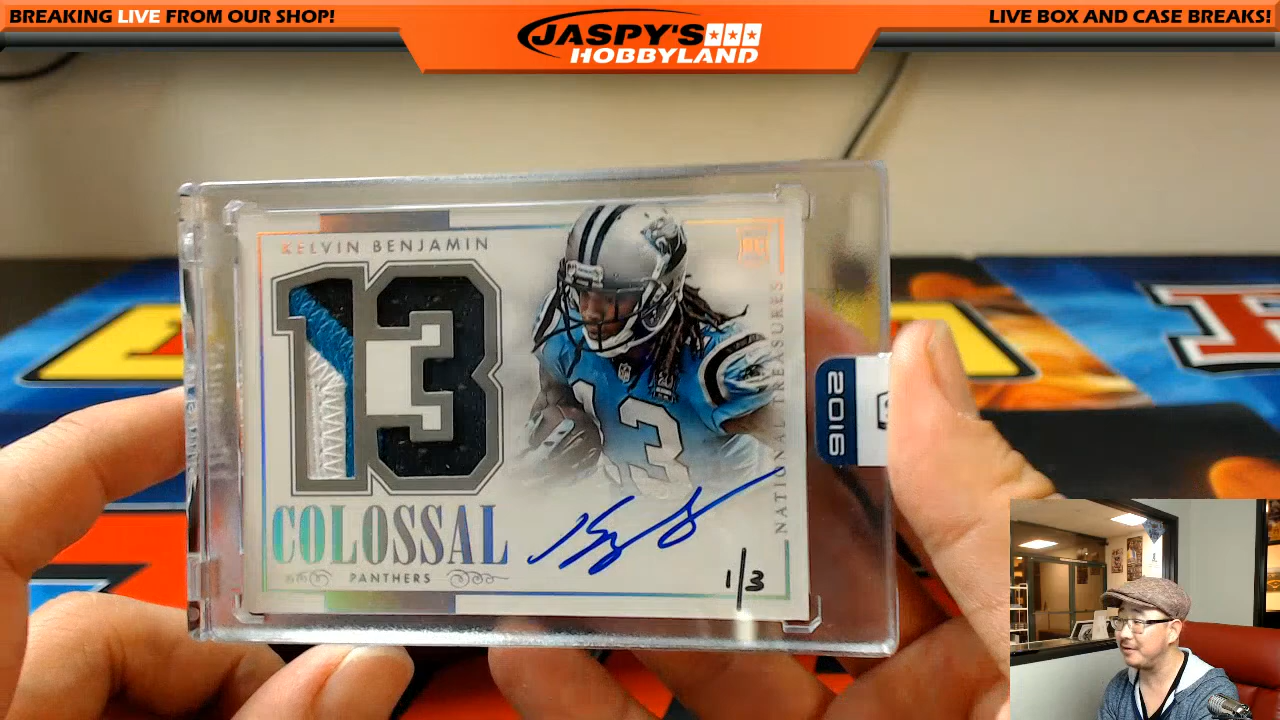 BREAKING LIVE FROM OUR SHOP!
JASPY'S
HOBBYLAND
LIVE BOX AND CASE BREAKS!
KELVIN BENJAMIN
13
COLOSSAL
PANTHERS
13
NATIONAL TREASURES
1/3
2016